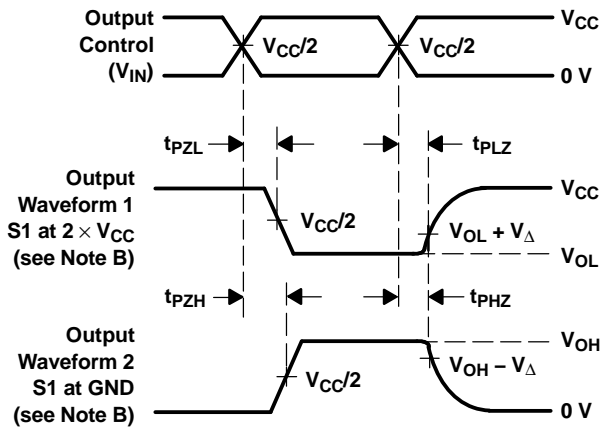 Output
Control
(VIN)
VCC/2
VCC/2
VCC
0 V
tPZL
tPLZ
Output
Waveform 1
S1 at 2 × VCC
(see Note B)
VCC/2
VCC
VOL + VΔ
VOL
tPZH
tPHZ
Output
Waveform 2
S1 at GND
(see Note B)
VCC/2
VOH
VOH − VΔ
0 V